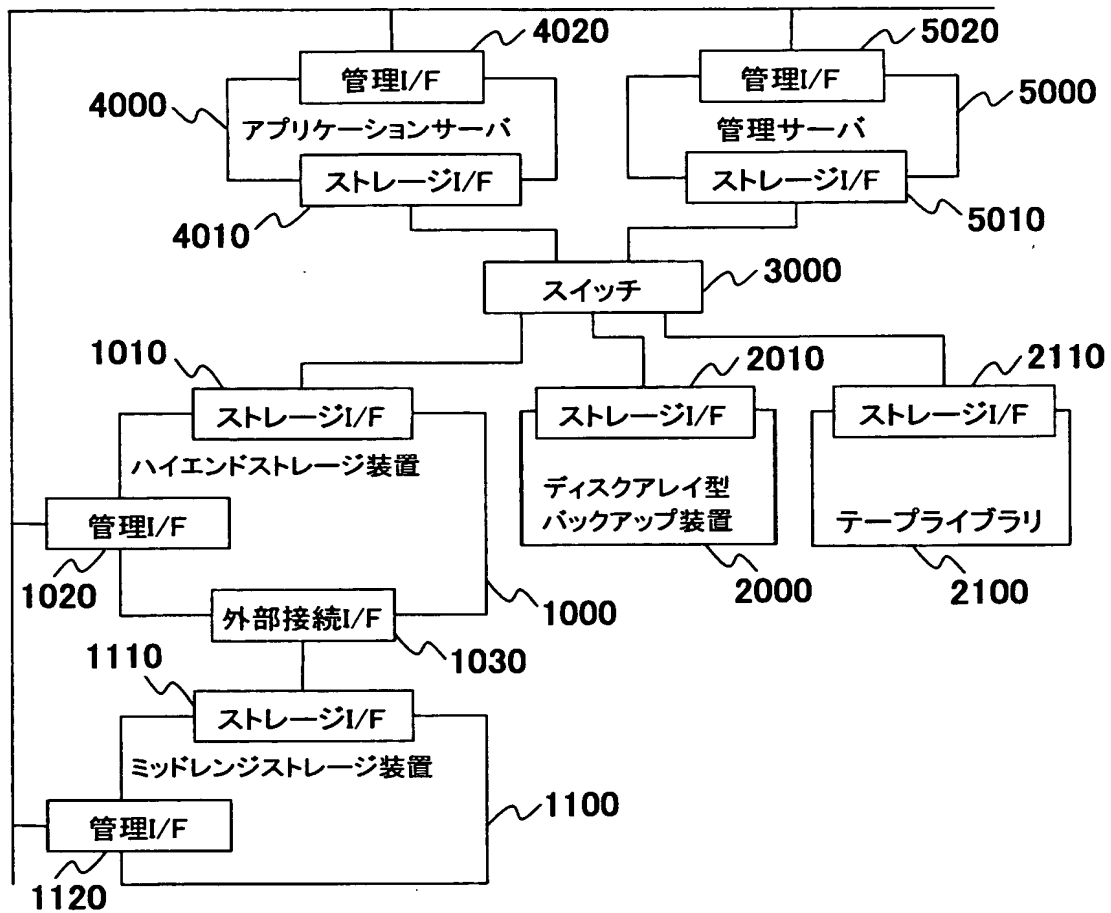 4020
5020
管理I/F
管理I/F
4000
5000
アプリケーションサーバ
管理サーバ
ストレージI/F
ストレージI/F
4010
5010
3000
スイッチ
1010
2010
2110
ストレージI/F
ストレージI/F
ストレージI/F
ハイエンドストレージ装置
ディスクアレイ型
バックアップ装置
テープライブラリ
管理I/F
1020
1000
2000
2100
外部接続I/F
1030
1110
ストレージI/F
ミッドレンジストレージ装置
1100
管理I/F
1120